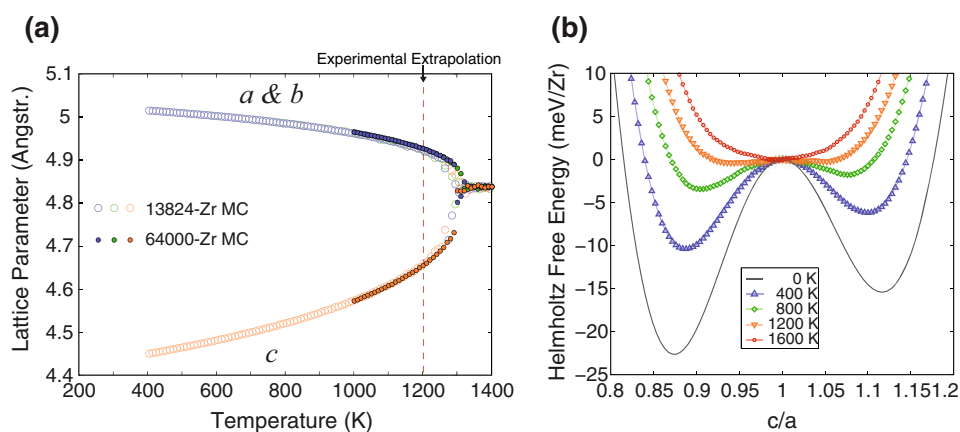 (a)
Experimental Extrapolation
5.1
5
4.9
4.8
4.7
4.6
4.5
4.4
Lattice Parameter (Angstr.)
a & b
13824-Zr MC
64000-Zr MC
c
200 400 600 800 1000 1200 1400
Temperature (K)
(b)
10
5
0
−5
−10
−15
−20
−25
Helmholtz Free Energy (meV/Zr)
0 K
400 K
800 K
1200 K
1600 K
0.8 0.85 0.9 0.95 1 1.05 1.1 1.15 1.2
c/a